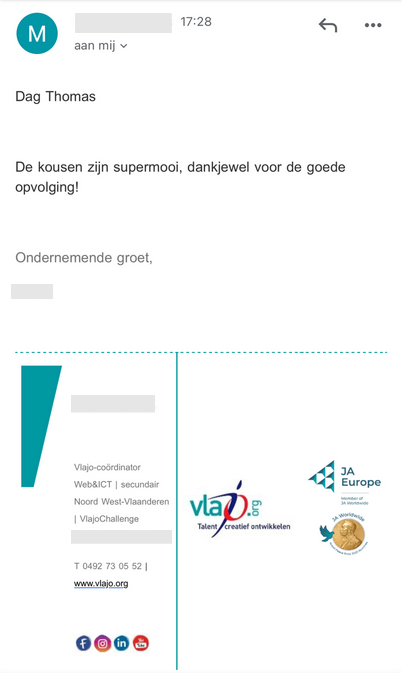 M
17:28
aan mij
Dag Thomas
De kousen zijn supermooi, dankjewel voor de goede
opvolging!
Ondernemende groet,
Vlajo-coördinator
Web&ICT | secundair
Noord West-Vlaanderen
| VlajoChallenge
T 0492 73 05 52 |
www.vlajo.org
vlajo.org
Talent creatief ontwikkelen
JA
Europe
Member of
JA Worldwide
JA Worldwide